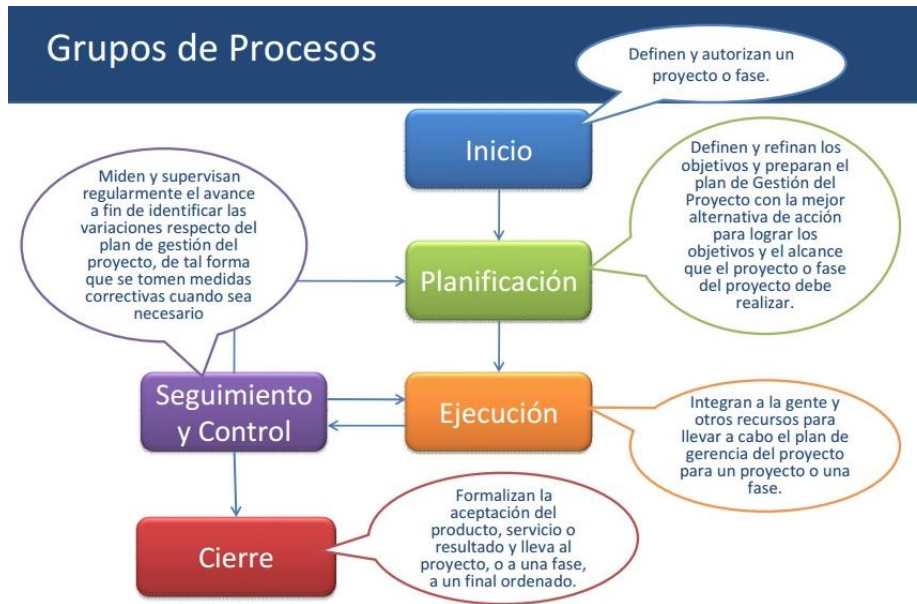 Grupos de Procesos
Definen y autorizan un
proyecto o fase.
Inicio
Definen y refinan los
objetivos y preparan el
plan de Gestión del
Proyecto con la mejor
alternativa de acción
para lograr los
objetivos y el alcance
que el proyecto o fase
del proyecto debe
realizar.
Miden y supervisan
regularmente el avance
a fin de identificar las
variaciones respecto del
plan de gestión del
proyecto, de tal forma
que se tomen medidas
correctivas cuando sea
necesario
Planificación
Seguimiento
y Control
Ejecución
Integran a la gente y
otros recursos para
llevar a cabo el plan de
gerencia del proyecto
para un proyecto o una
fase.
Formalizan la
aceptación del
producto, servicio o
resultado y lleva al
proyecto, o a una fase,
a un final ordenado.
Cierre